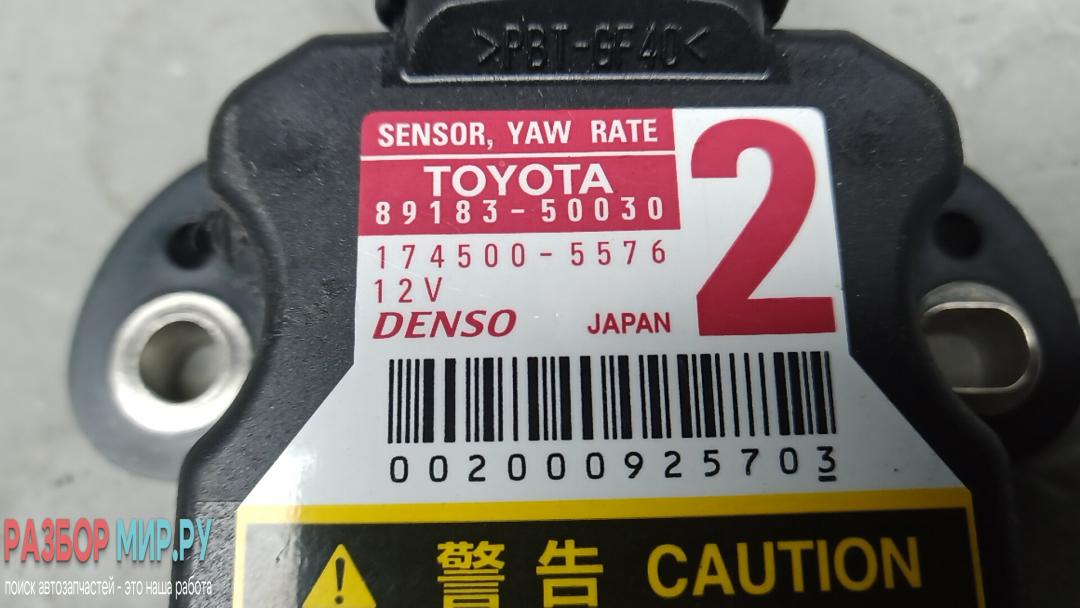 >PBT-GF40<
SENSOR, YAW RATE
2
TOYOTA
89183-50030
174500-5576
12V
DENSO JAPAN
002000925703
警告 CAUTION
РАЗБОР МИР.РУ
поиск автозапчастей - это наша работа